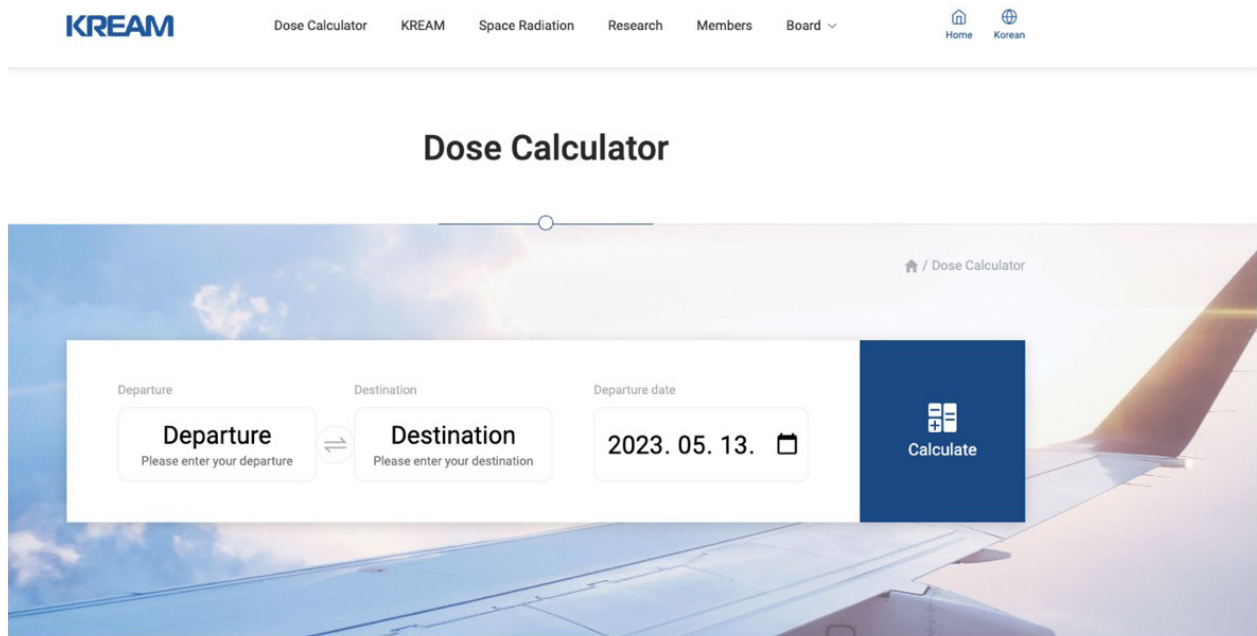 KREAM
Dose Calculator KREAM Space Radiation Research Members Board
Home Korean
Dose Calculator
/ Dose Calculator
Departure Destination Departure date
Departure Destination 2023. 05. 13.
Please enter your departure Please enter your destination
Calculate